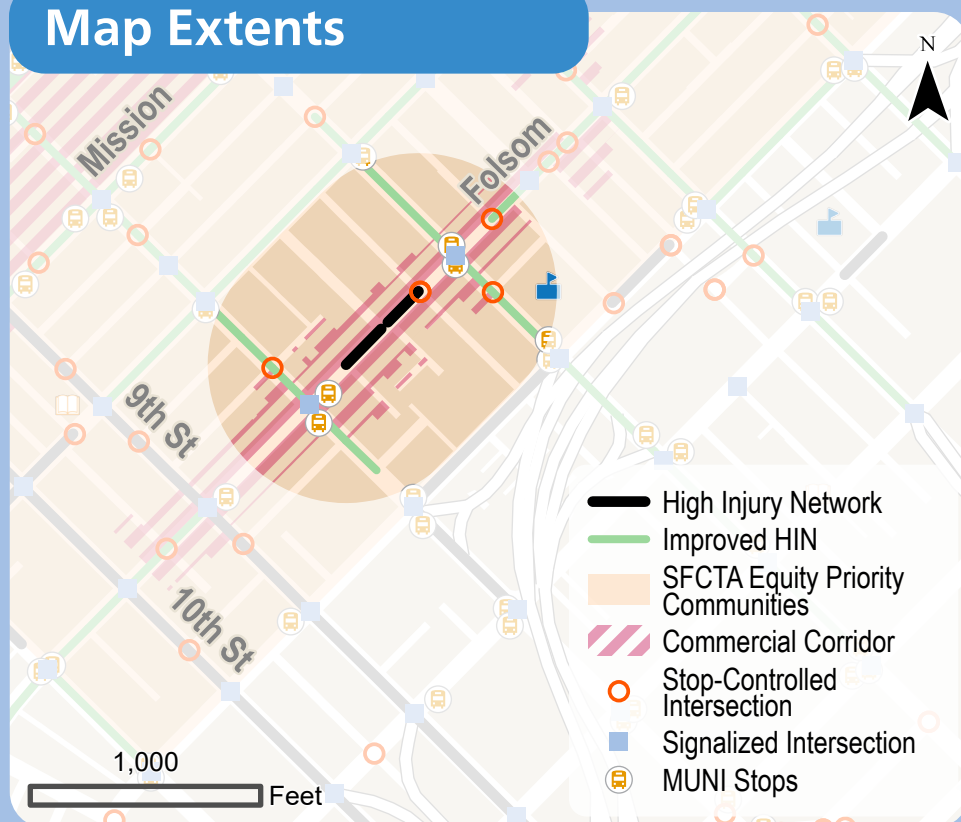 Map Extents
N
Mission
Folsom
9th St
10th St
High Injury Network
Improved HIN
SFCTA Equity Priority
Communities
Commercial Corridor
Stop-Controlled
Intersection
Signalized Intersection
MUNI Stops
1,000
Feet